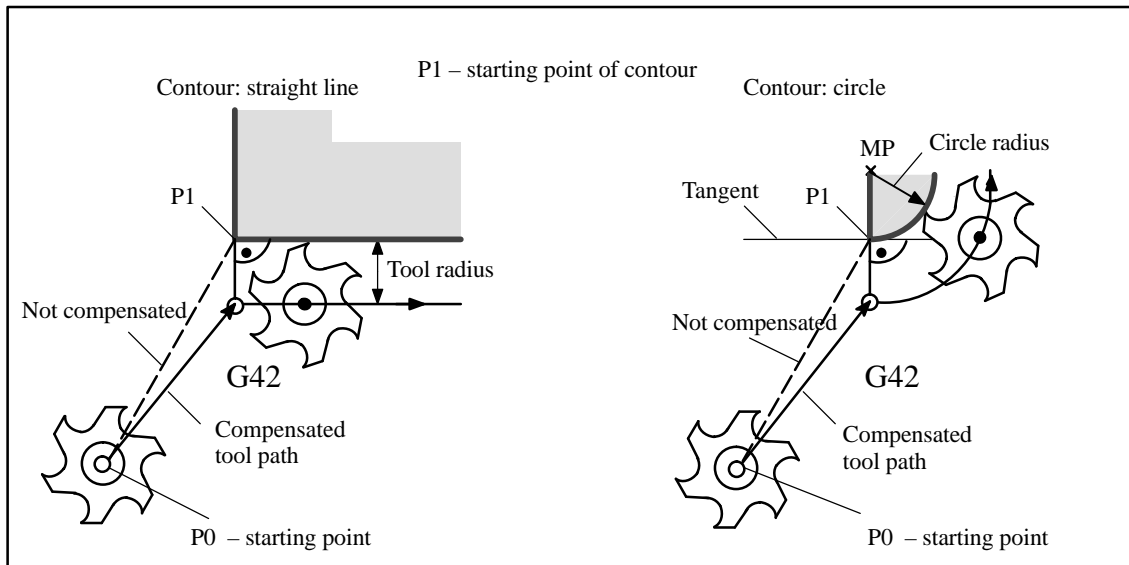 P1 – starting point of contour
Contour: straight line
P1
Tool radius
Not compensated
G42
Compensated
tool path
P0 – starting point
Contour: circle
MP
Circle radius
Tangent
P1
Not compensated
G42
Compensated
tool path
P0 – starting point